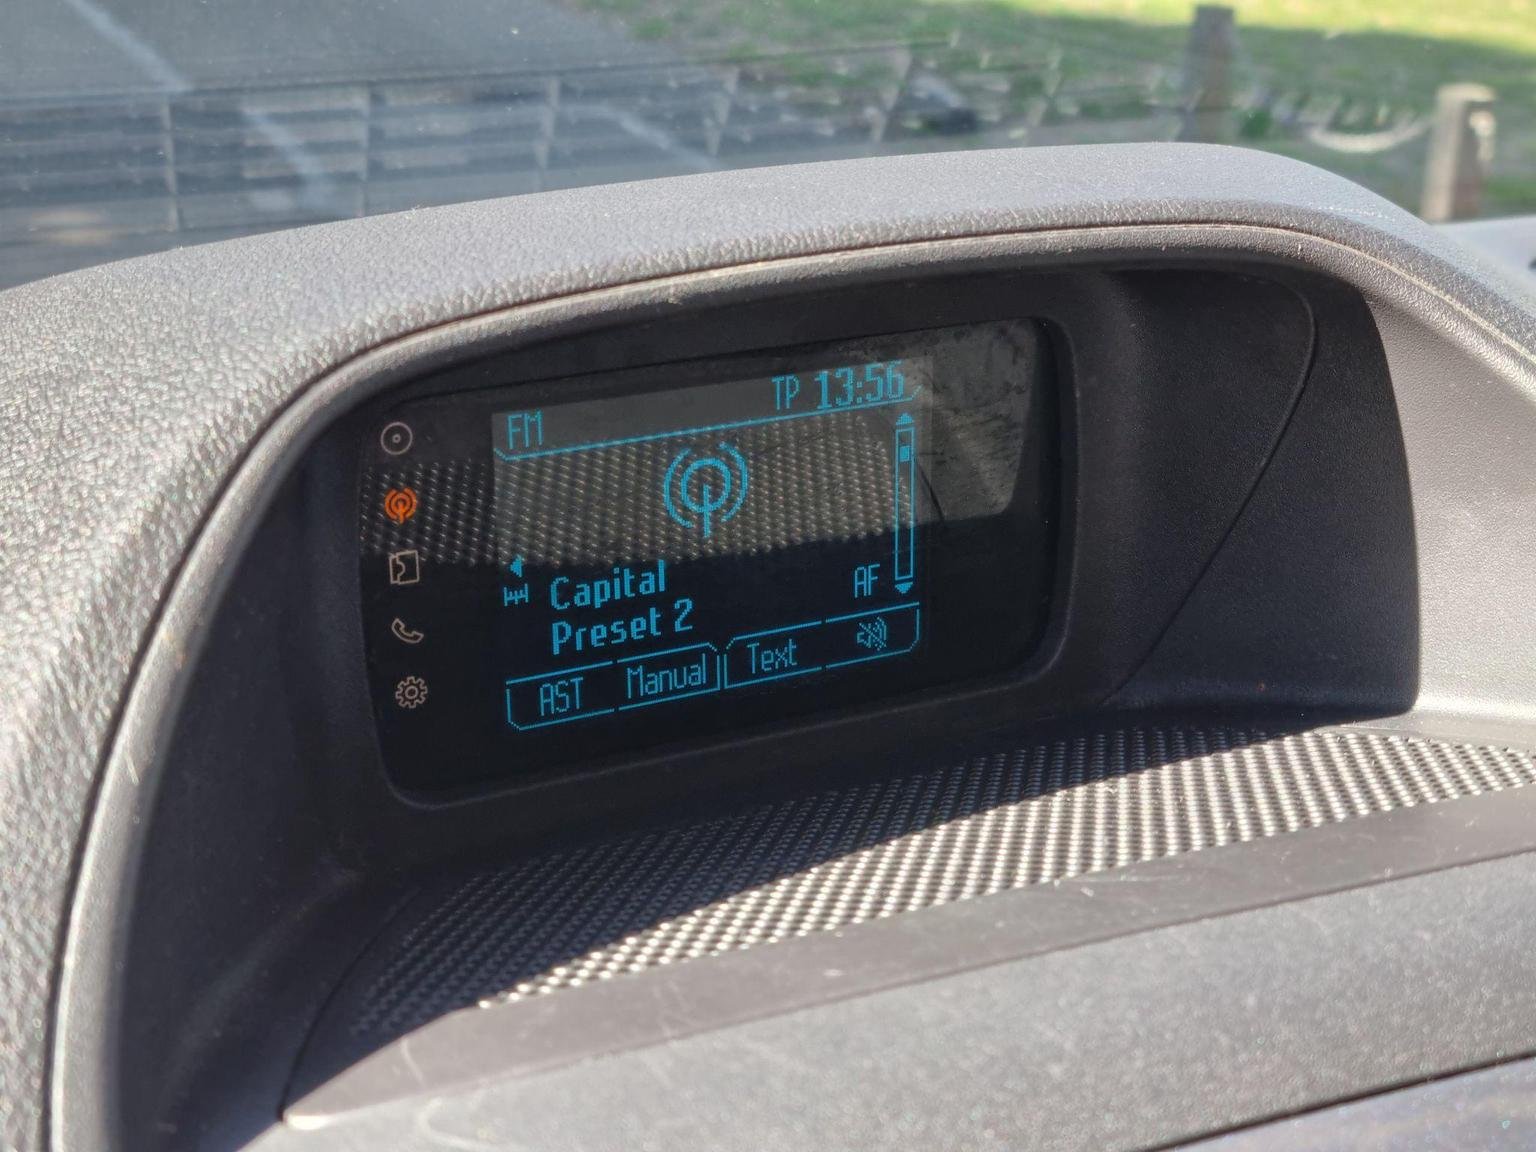 FM TP 13:56
Capital AF
Preset 2
AST Manual Text